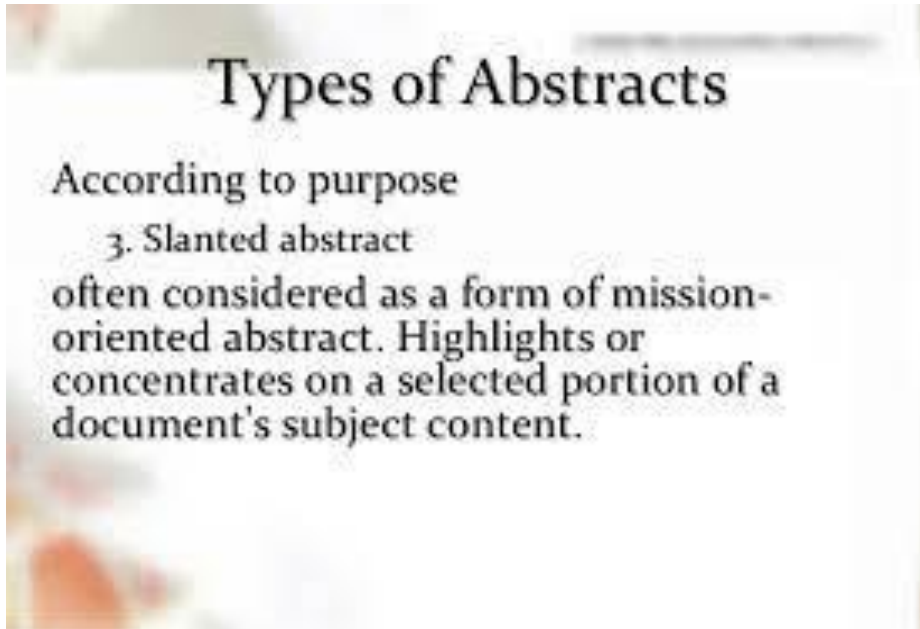 Types of Abstracts
According to purpose
3. Slanted abstract
often considered as a form of mission-
oriented abstract. Highlights or
concentrates on a selected portion of a
document's subject content.